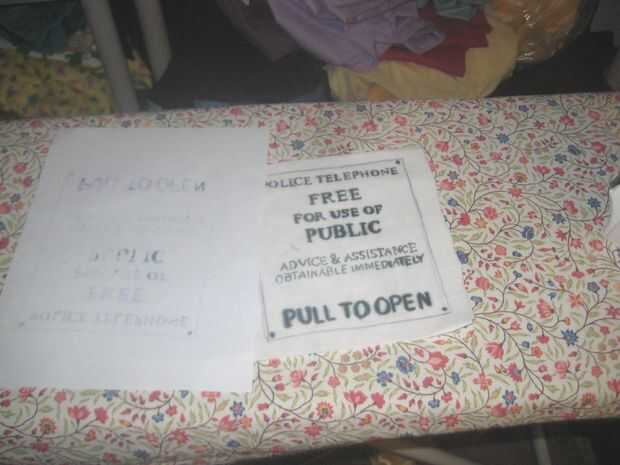 POLICE TELEPHONE
FREE
FOR USE OF
PUBLIC
ADVICE & ASSISTANCE
OBTAINABLE IMMEDIATELY
PULL TO OPEN